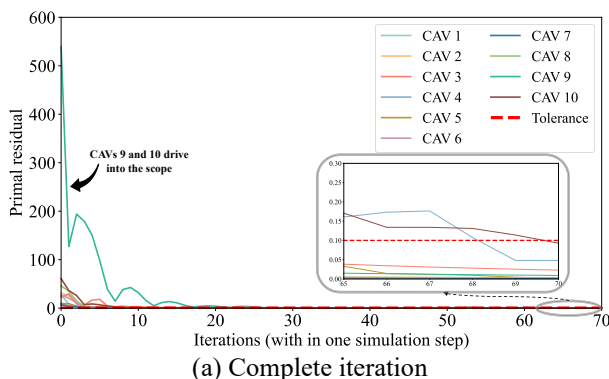 600
500
400
300
200
100
0
Primal residual
CAVs 9 and 10 drive
into the scope
CAV 1
CAV 2
CAV 3
CAV 4
CAV 5
CAV 6
CAV 7
CAV 8
CAV 9
CAV 10
Tolerance
0.30
0.25
0.20
0.15
0.10
0.05
0.00
65 66 67 68 69 70
0 10 20 30 40 50 60 70
Iterations (with in one simulation step)
(a) Complete iteration